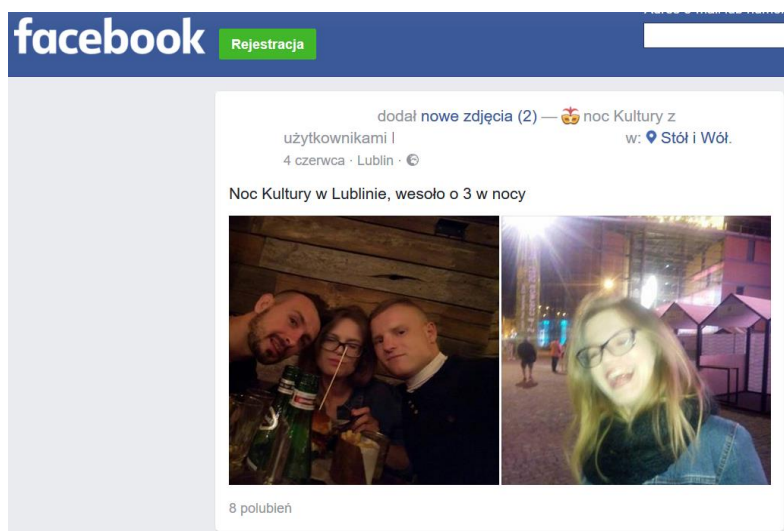 facebook
Rejestracja
dodał nowe zdjęcia (2) — noc Kultury z
użytkownikami w: Stół i Wół.
4 czerwca · Lublin ·
Noc Kultury w Lublinie, wesoło o 3 w nocy
8 polubień